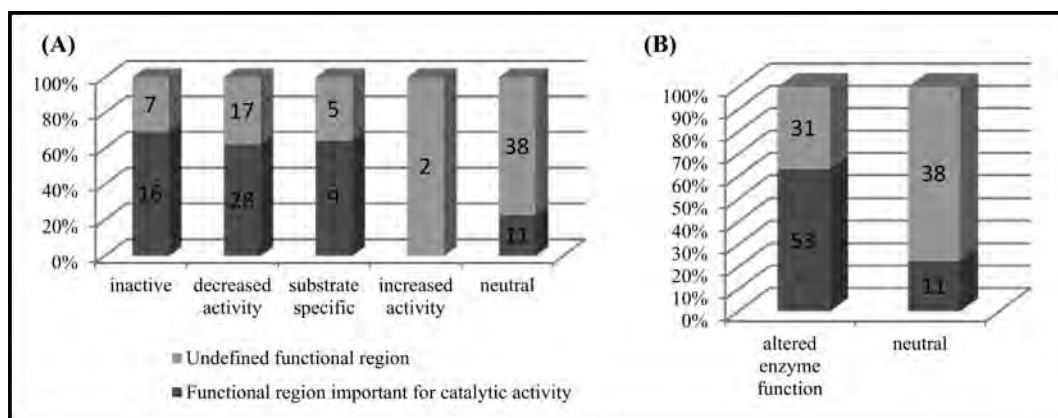 (A)
100%
80%
60%
40%
20%
0%
7
17
5
2
38
16
28
9
11
inactive
decreased
activity
substrate
specific
increased
activity
neutral
Undefined functional region
Functional region important for catalytic activity
(B)
100%
90%
80%
70%
60%
50%
40%
30%
20%
10%
0%
31
38
53
11
altered
enzyme
function
neutral